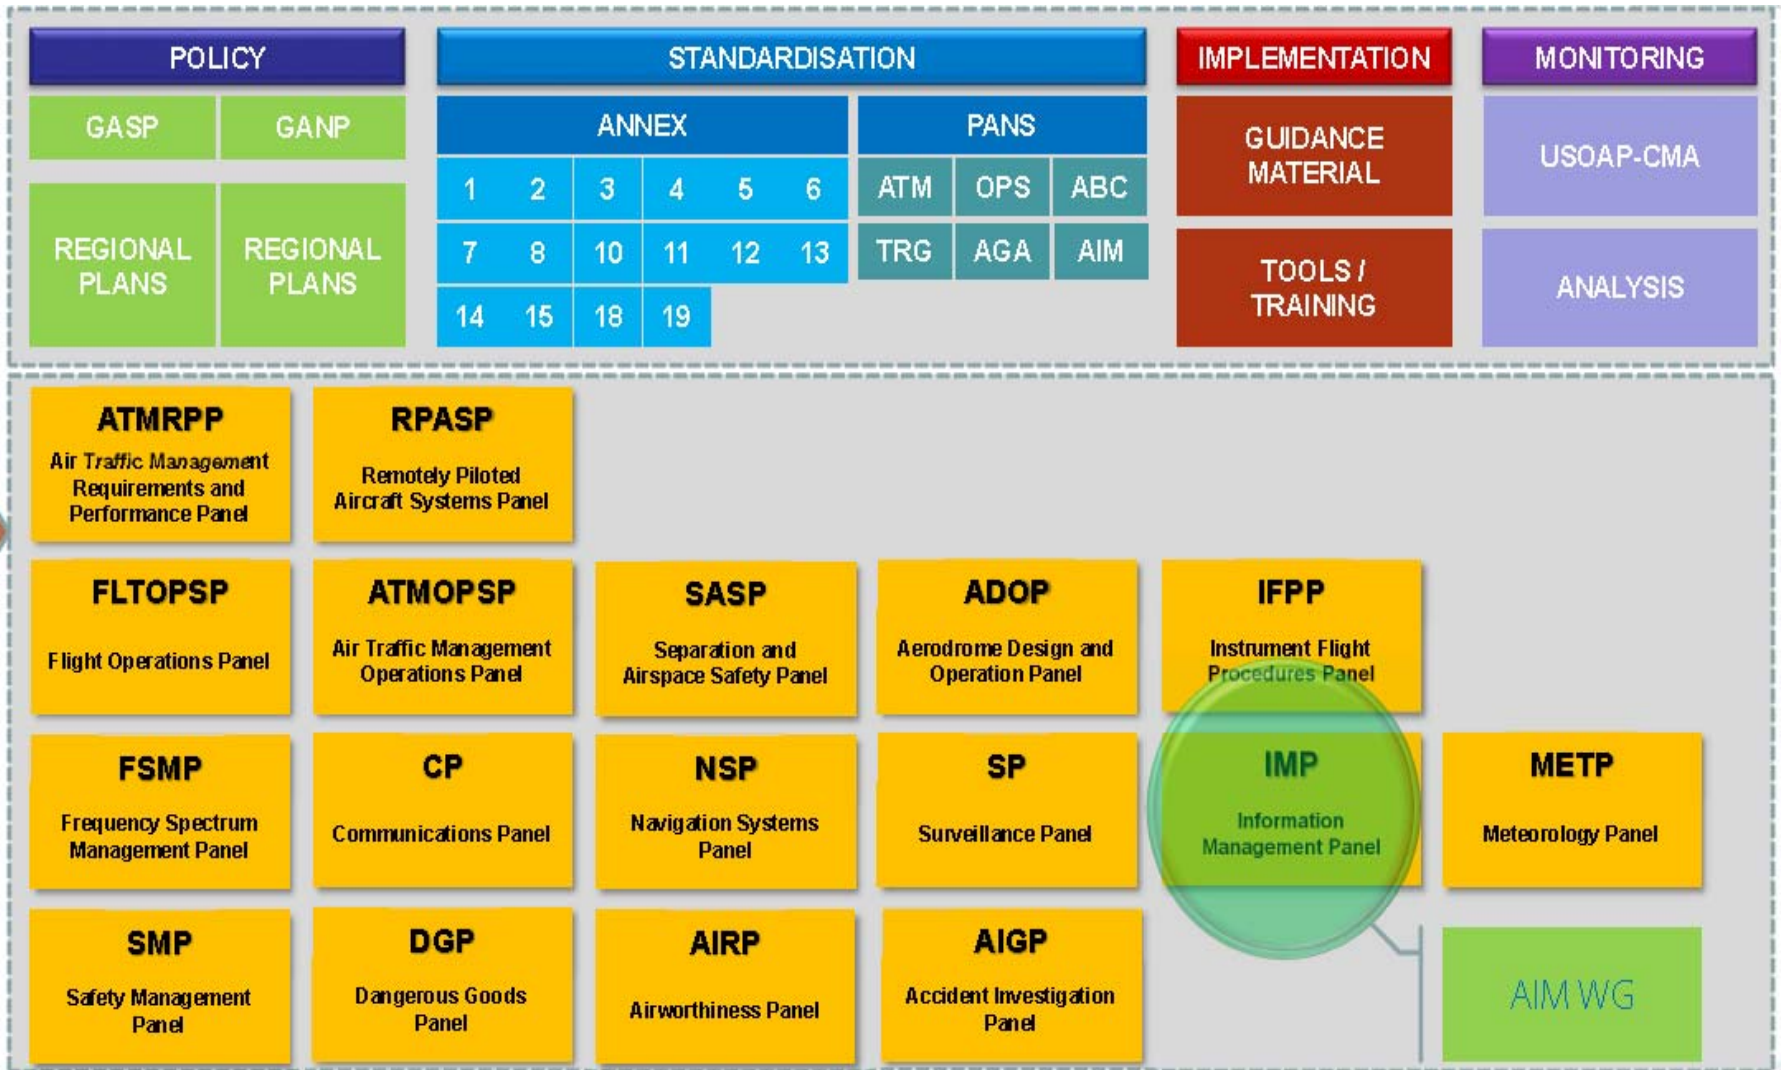 POLICY
STANDARDISATION
IMPLEMENTATION
MONITORING
GASP
GANP
ANNEX
PANS
GUIDANCE
MATERIAL
USOAP-CMA
1 2 3 4 5 6
ATM OPS ABC
REGIONAL
PLANS
REGIONAL
PLANS
7 8 10 11 12 13
TRG AGA AIM
TOOLS /
TRAINING
ANALYSIS
14 15 18 19
ATMRPP
Air Traffic Management
Requirements and
Performance Panel
RPASP
Remotely Piloted
Aircraft Systems Panel
FLTOPSP
Flight Operations Panel
ATMOPSP
Air Traffic Management
Operations Panel
SASP
Separation and
Airspace Safety Panel
ADOP
Aerodrome Design and
Operation Panel
IFPP
Instrument Flight
Procedures Panel
FSMP
Frequency Spectrum
Management Panel
CP
Communications Panel
NSP
Navigation Systems
Panel
SP
Surveillance Panel
IMP
Information
Management Panel
METP
Meteorology Panel
SMP
Safety Management
Panel
DGP
Dangerous Goods
Panel
AIRP
Airworthiness Panel
AIGP
Accident Investigation
Panel
AIM WG